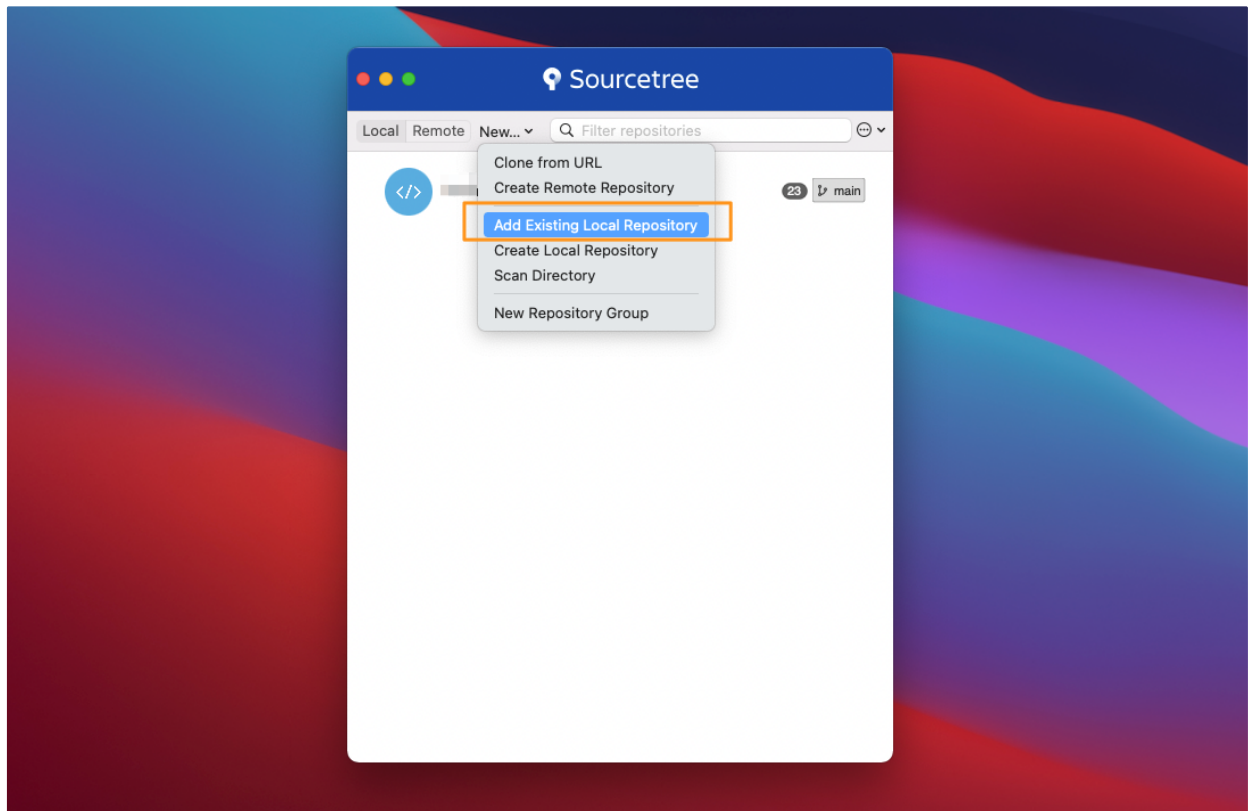 Sourcetree
Local Remote New... Filter repositories
Clone from URL
Create Remote Repository
</> 23 main
Add Existing Local Repository
Create Local Repository
Scan Directory
New Repository Group